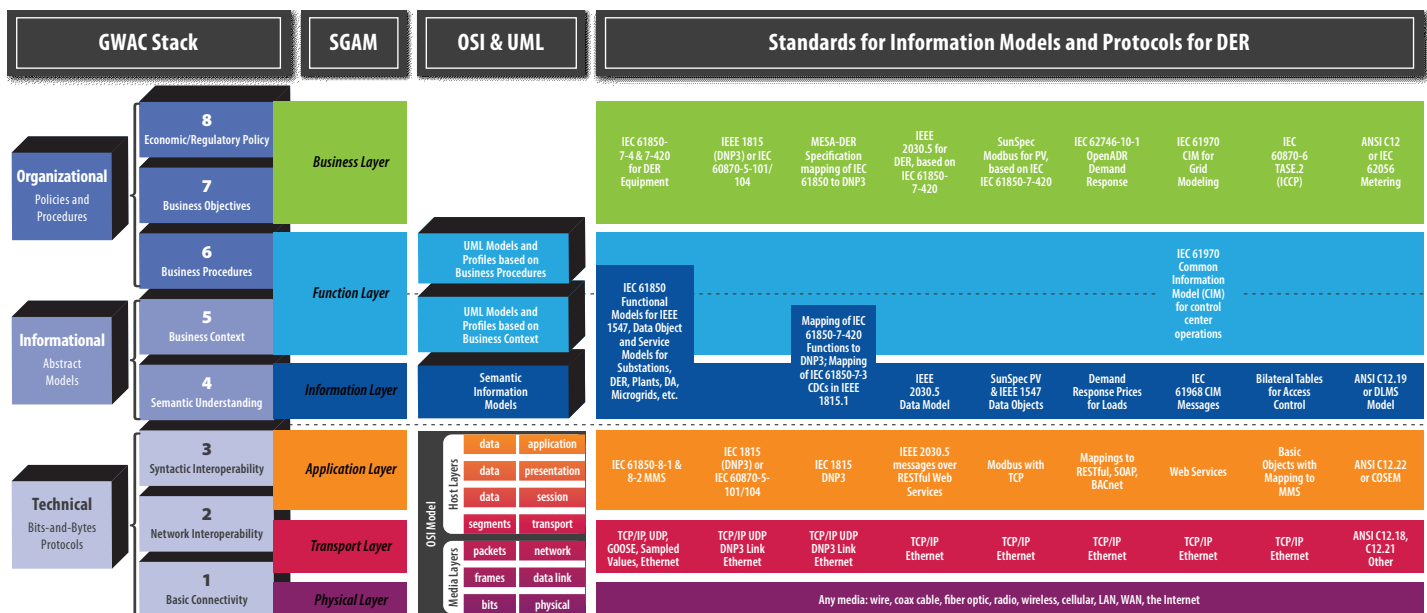 GWAC Stack
SGAM
OSI & UML
Standards for Information Models and Protocols for DER
Organizational
Policies and
Procedures
Informational
Abstract
Models
Technical
Bits-and-Bytes
Protocols
8
Economic/Regulatory Policy
7
Business Objectives
6
Business Procedures
5
Business Context
4
Semantic Understanding
3
Syntactic Interoperability
2
Network Interoperability
1
Basic Connectivity
Business Layer
Function Layer
Information Layer
Application Layer
Transport Layer
Physical Layer
UML Models and
Profiles based on
Business Procedures
UML Models and
Profiles based on
Business Context
Semantic
Information
Models
OSI Model
Host Layers
Media Layers
data
application
data
presentation
data
session
segments
transport
packets
network
frames
data link
bits
physical
IEC 61850-
7-4 & 7-420
for DER
Equipment
IEEE 1815
(DNP3) or IEC
60870-5-101/
104
MESA-DER
Specification
mapping of IEC
61850 to DNP3
IEEE
2030.5 for
DER, based on
IEC 61850-
7-420
SunSpec
Modbus for PV,
based on IEC
IEC 61850-7-420
IEC 62746-10-1
OpenADR
Demand
Response
IEC 61970
CIM for
Grid
Modeling
IEC
60870-6
TASE.2
(ICCP)
ANSI C12
or IEC
62056
Metering
IEC 61850
Functional
Models for IEEE
1547, Data Object
and Service
Models for
Substations,
DER, Plants, DA,
Microgrids, etc.
Mapping of IEC
61850-7-420
Functions to
DNP3; Mapping
of IEC 61850-7-3
CDCs in IEEE
1815.1
IEC 61970
Common
Information
Model (CIM)
for control
center
operations
IEEE
2030.5
Data Model
SunSpec PV
& IEEE 1547
Data Objects
Demand
Response Prices
for Loads
IEC
61968 CIM
Messages
Bilateral Tables
for Access
Control
ANSI C12.19
or DLMS
Model
IEC 61850-8-1 &
8-2 MMS
IEC 1815
(DNP3) or
IEC 60870-5-
101/104
IEC 1815
DNP3
IEEE 2030.5
messages over
RESTful Web
Services
Modbus with
TCP
Mappings to
RESTful, SOAP,
BACnet
Web Services
Basic
Objects with
Mapping to
MMS
ANSI C12.22
or COSEM
TCP/IP, UDP,
GOOSE, Sampled
Values, Ethernet
TCP/IP UDP
DNP3 Link
Ethernet
TCP/IP UDP
DNP3 Link
Ethernet
TCP/IP
Ethernet
TCP/IP
Ethernet
TCP/IP
Ethernet
TCP/IP
Ethernet
TCP/IP
Ethernet
ANSI C12.18,
C12.21
Other
Any media: wire, coax cable, fiber optic, radio, wireless, cellular, LAN, WAN, the Internet